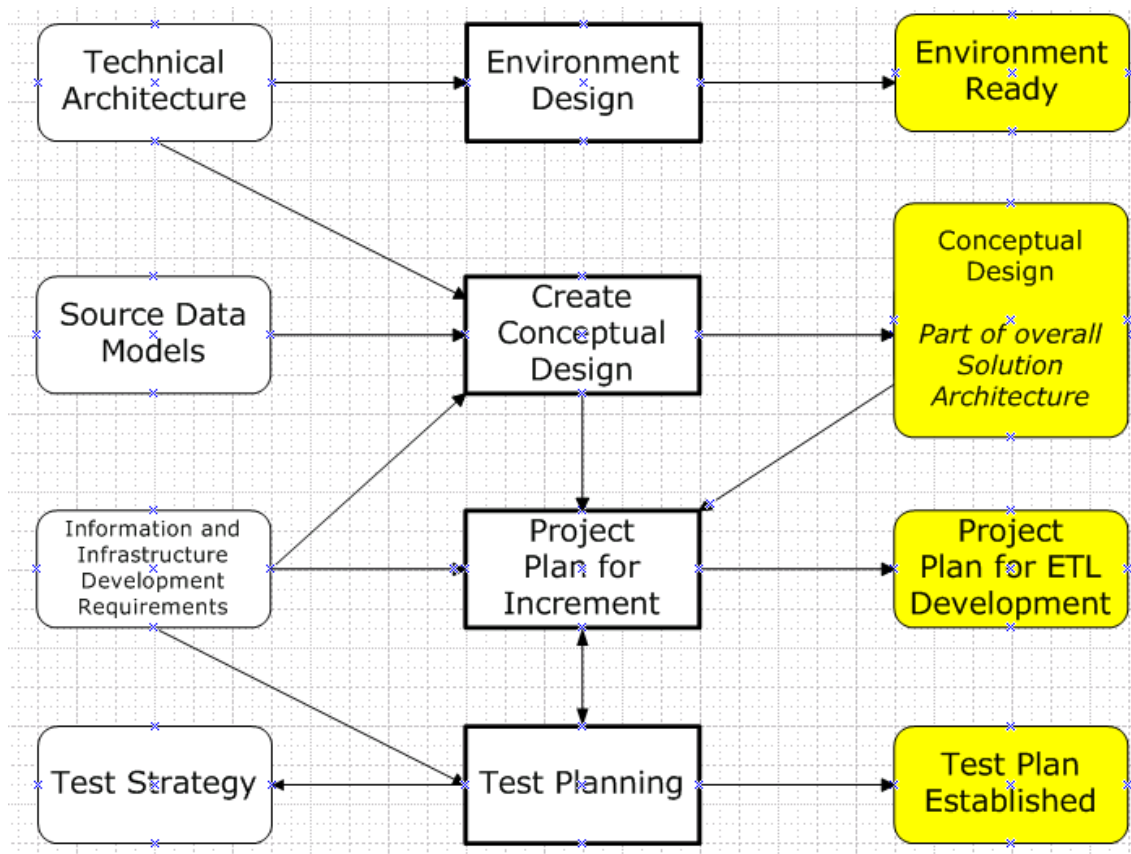 Technical
Architecture
Environment
Design
Environment
Ready
Source Data
Models
Create
Conceptual
Design
Conceptual
Design
Part of overall
Solution
Architecture
Information and
Infrastructure
Development
Requirements
Project
Plan for
Increment
Project
Plan for ETL
Development
Test Strategy
Test Planning
Test Plan
Established